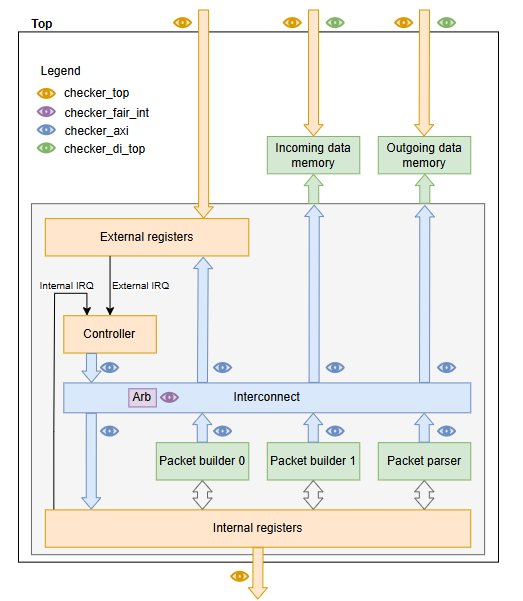 Top
Legend
checker_top
checker_fair_int
checker_axi
checker_di_top
Incoming data
memory
Outgoing data
memory
External registers
Internal IRQ
External IRQ
Controller
Arb
Interconnect
Packet builder 0
Packet builder 1
Packet parser
Internal registers